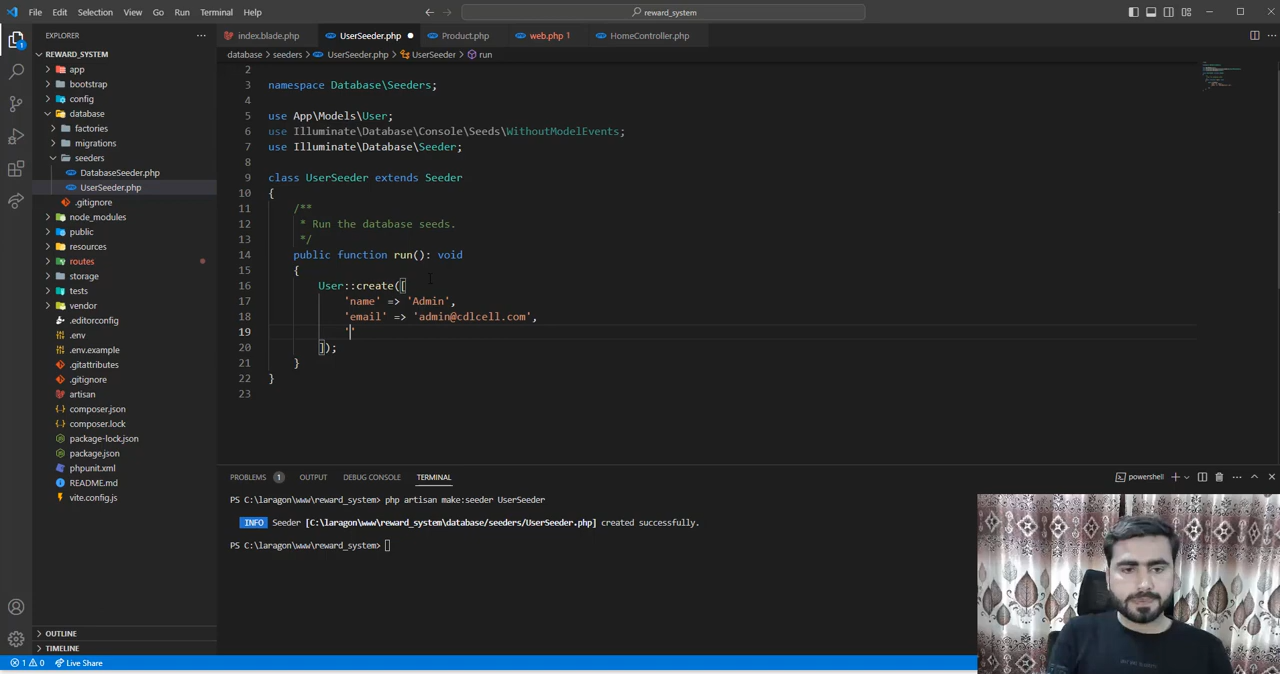 File Edit Selection View Go Run Terminal Help
reward_system
EXPLORER
index.blade.php
UserSeeder.php
Product.php
web.php 1
HomeController.php
REWARD_SYSTEM
database > seeders > UserSeeder.php > UserSeeder > run
app
bootstrap
config
database
factories
migrations
seeders
DatabaseSeeder.php
UserSeeder.php
.gitignore
node_modules
public
resources
routes
storage
tests
vendor
.editorconfig
.env
.env.example
.gitattributes
.gitignore
artisan
composer.json
composer.lock
package-lock.json
package.json
phpunit.xml
README.md
vite.config.js
OUTLINE
TIMELINE
2
3 namespace Database\Seeders;
4
5 use App\Models\User;
6 use Illuminate\Database\Console\Seeds\WithoutModelEvents;
7 use Illuminate\Database\Seeder;
8
9 class UserSeeder extends Seeder
10 {
11 /**
12 * Run the database seeds.
13 */
14 public function run(): void
15 {
16 User::create([
17 'name' => 'Admin',
18 'email' => 'admin@cdlcell.com',
19 ''
20 ]);
21 }
22 }
23
PROBLEMS 1 OUTPUT DEBUG CONSOLE TERMINAL
powershell
PS C:\laragon\www\reward_system> php artisan make:seeder UserSeeder
INFO Seeder [C:\laragon\www\reward_system\database/seeders/UserSeeder.php] created successfully.
PS C:\laragon\www\reward_system>
1 0 Live Share